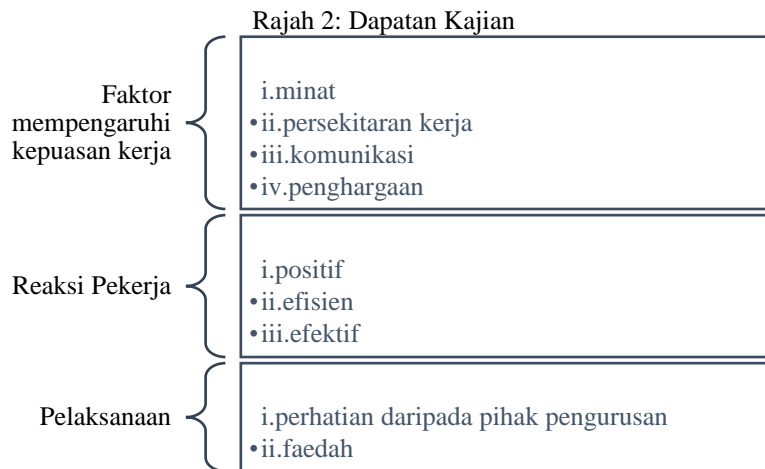 Rajah 2: Dapatan Kajian
Faktor
mempengaruhi
kepuasan kerja
i.minat
•ii.persekitaran kerja
•iii.komunikasi
•iv.penghargaan
Reaksi Pekerja
i.positif
•ii.efisien
•iii.efektif
Pelaksanaan
i.perhatian daripada pihak pengurusan
•ii.faedah